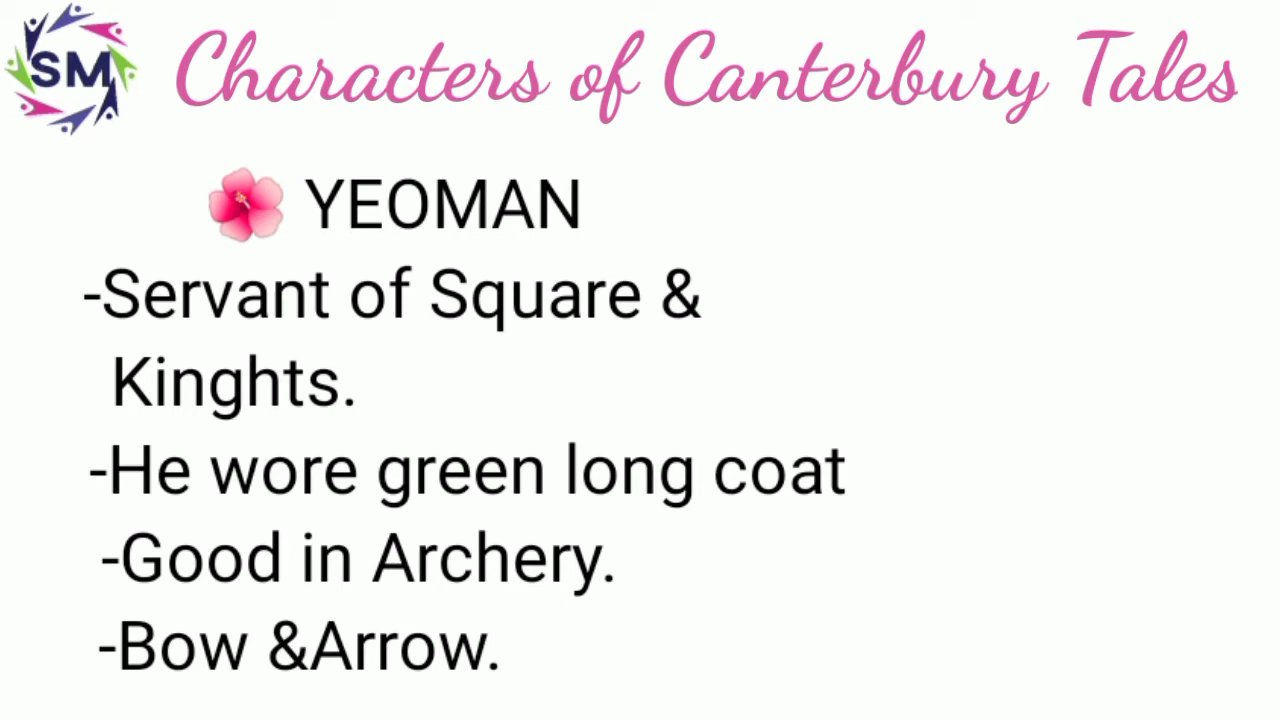 SM
Characters of Canterbury Tales
YEOMAN
-Servant of Square &
Kinghts.
-He wore green long coat
-Good in Archery.
-Bow &Arrow.